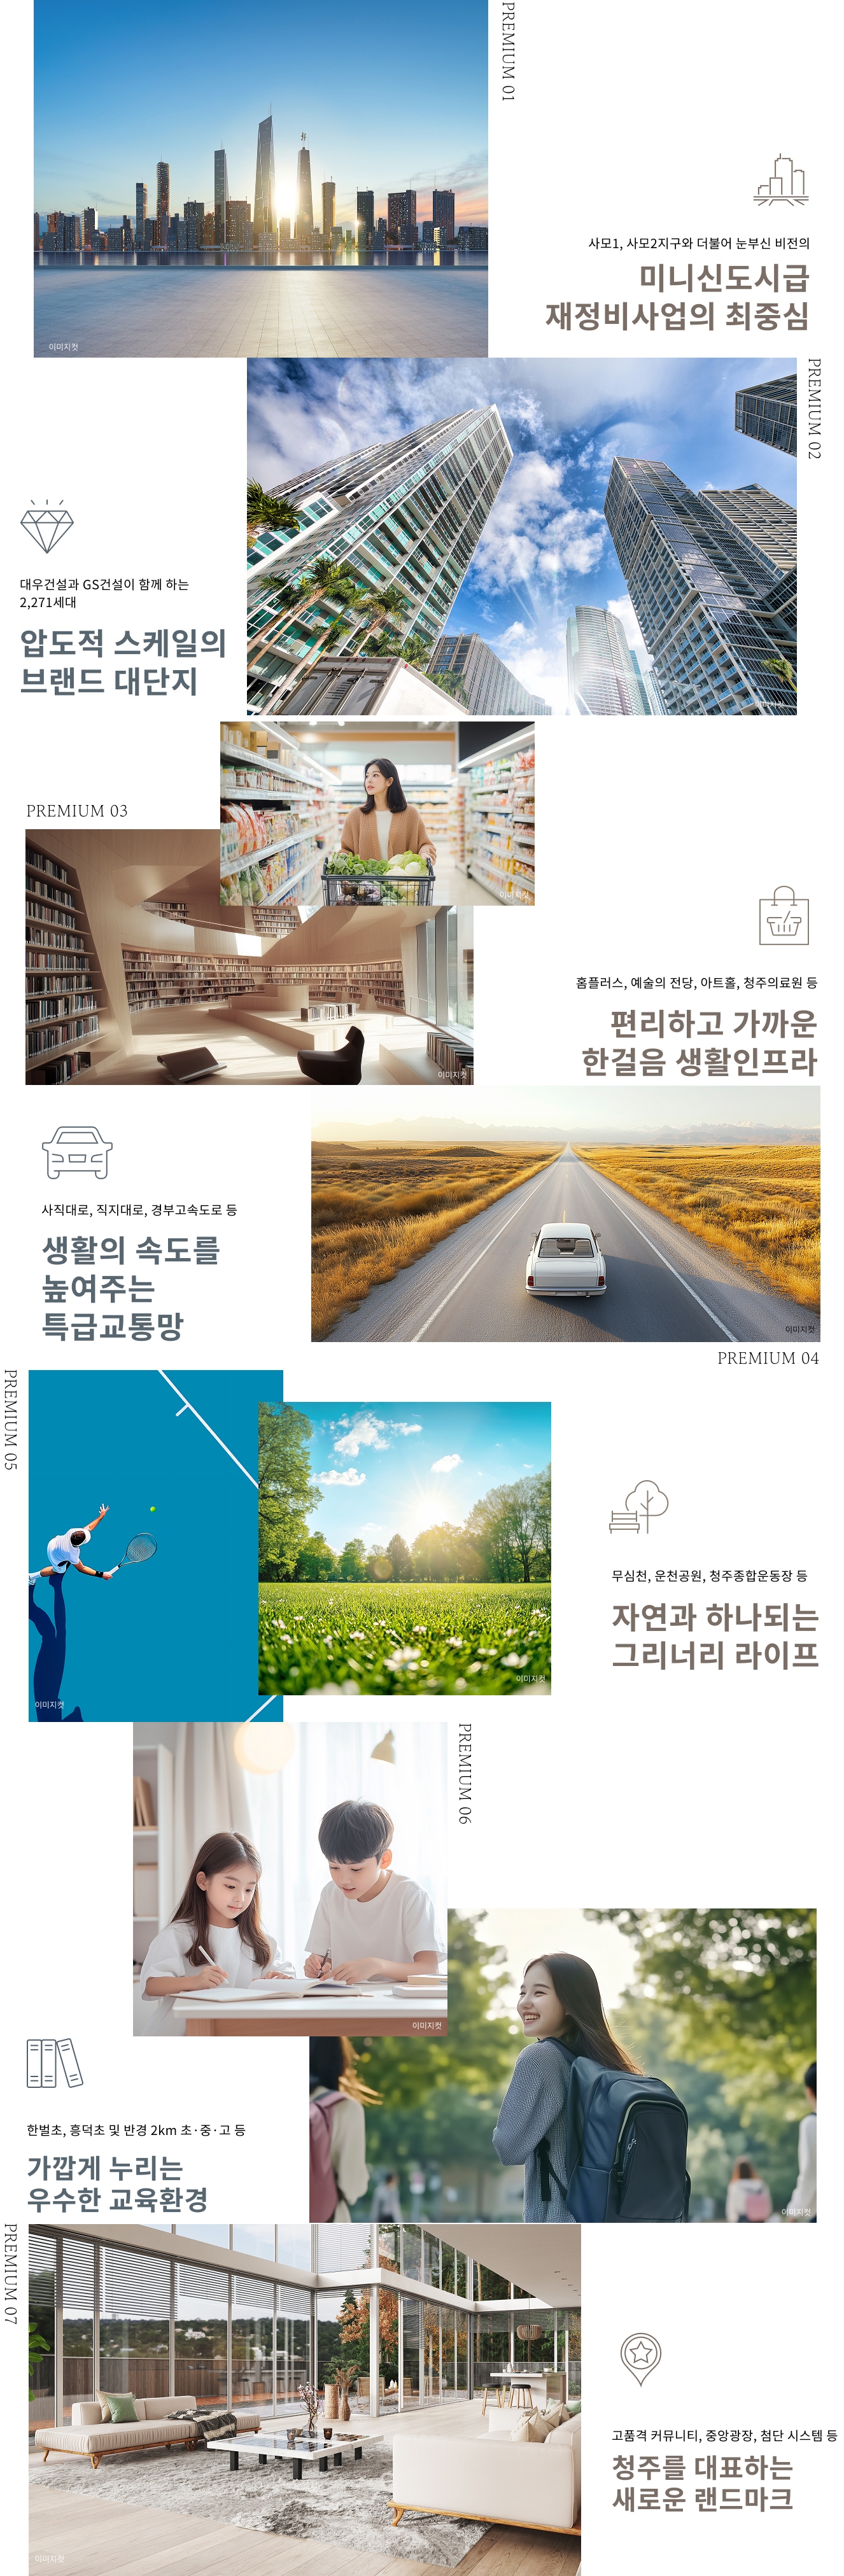 PREMIUM 01
사모1, 사모2지구와 더불어 눈부신 비전의
미니신도시급
재정비사업의 최중심
이미지컷
PREMIUM 02
대우건설과 GS건설이 함께 하는
2,271세대
압도적 스케일의
브랜드 대단지
이미지컷
PREMIUM 03
이미지컷
홈플러스, 예술의 전당, 아트홀, 청주의료원 등
편리하고 가까운
한걸음 생활인프라
이미지컷
사직대로, 직지대로, 경부고속도로 등
생활의 속도를
높여주는
특급교통망
이미지컷
PREMIUM 04
PREMIUM 05
무심천, 운천공원, 청주종합운동장 등
자연과 하나되는
그리너리 라이프
이미지컷
이미지컷
PREMIUM 06
이미지컷
한벌초, 흥덕초 및 반경 2km 초·중·고 등
가깝게 누리는
우수한 교육환경
이미지컷
PREMIUM 07
고품격 커뮤니티, 중앙광장, 첨단 시스템 등
청주를 대표하는
새로운 랜드마크
이미지컷